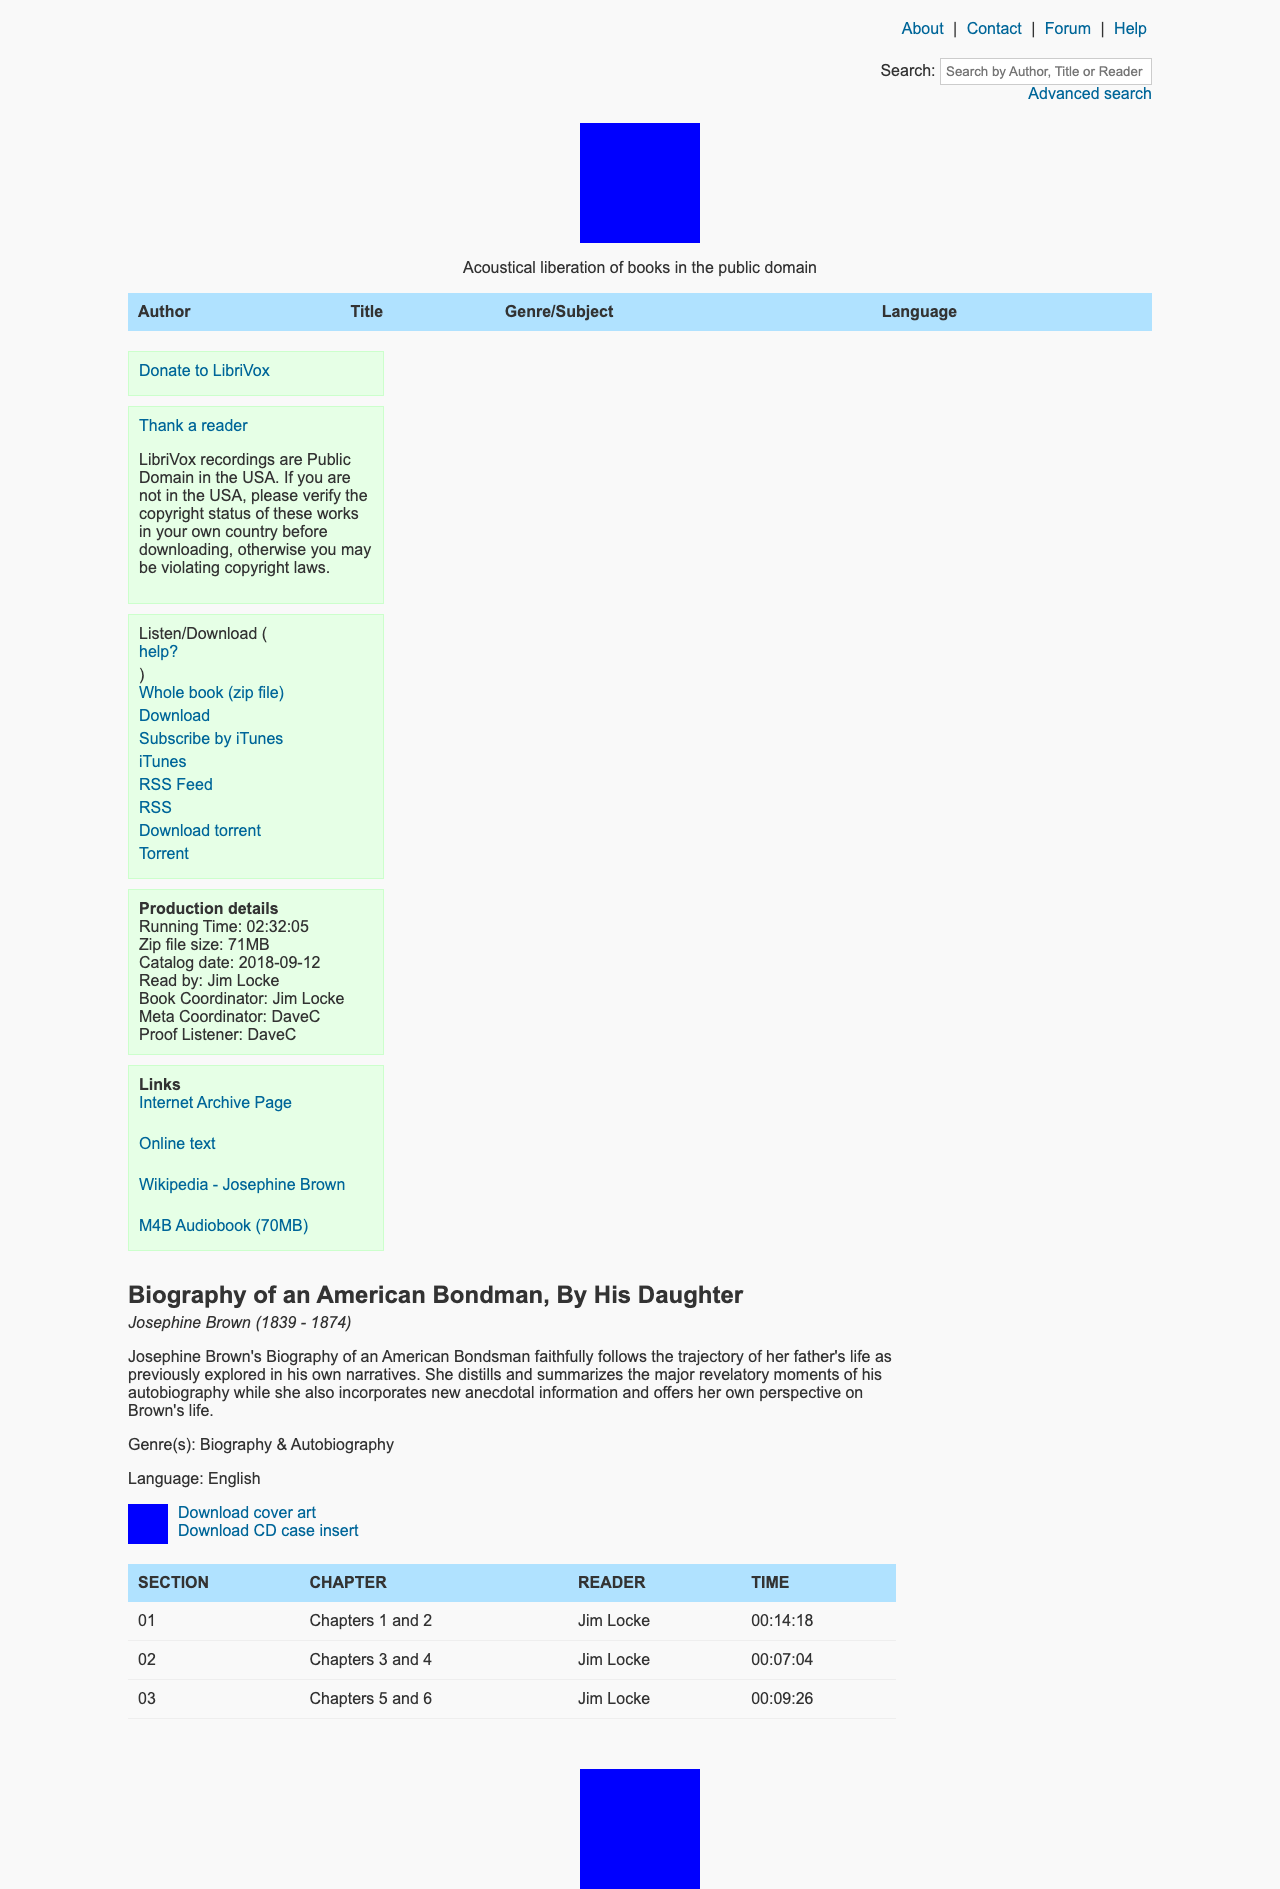 About | Contact | Forum | Help
Search: Search by Author, Title or Reader
Advanced search
Acoustical liberation of books in the public domain
Author Title Genre/Subject Language
Donate to LibriVox
Thank a reader
LibriVox recordings are Public
Domain in the USA. If you are
not in the USA, please verify the
copyright status of these works
in your own country before
downloading, otherwise you may
be violating copyright laws.
Listen/Download (
help?
)
Whole book (zip file)
Download
Subscribe by iTunes
iTunes
RSS Feed
RSS
Download torrent
Torrent
Production details
Running Time: 02:32:05
Zip file size: 71MB
Catalog date: 2018-09-12
Read by: Jim Locke
Book Coordinator: Jim Locke
Meta Coordinator: DaveC
Proof Listener: DaveC
Links
Internet Archive Page
Online text
Wikipedia - Josephine Brown
M4B Audiobook (70MB)
Biography of an American Bondman, By His Daughter
Josephine Brown (1839 - 1874)
Josephine Brown's Biography of an American Bondsman faithfully follows the trajectory of her father's life as
previously explored in his own narratives. She distills and summarizes the major revelatory moments of his
autobiography while she also incorporates new anecdotal information and offers her own perspective on
Brown's life.
Genre(s): Biography & Autobiography
Language: English
Download cover art
Download CD case insert
SECTION CHAPTER READER TIME
01 Chapters 1 and 2 Jim Locke 00:14:18
02 Chapters 3 and 4 Jim Locke 00:07:04
03 Chapters 5 and 6 Jim Locke 00:09:26